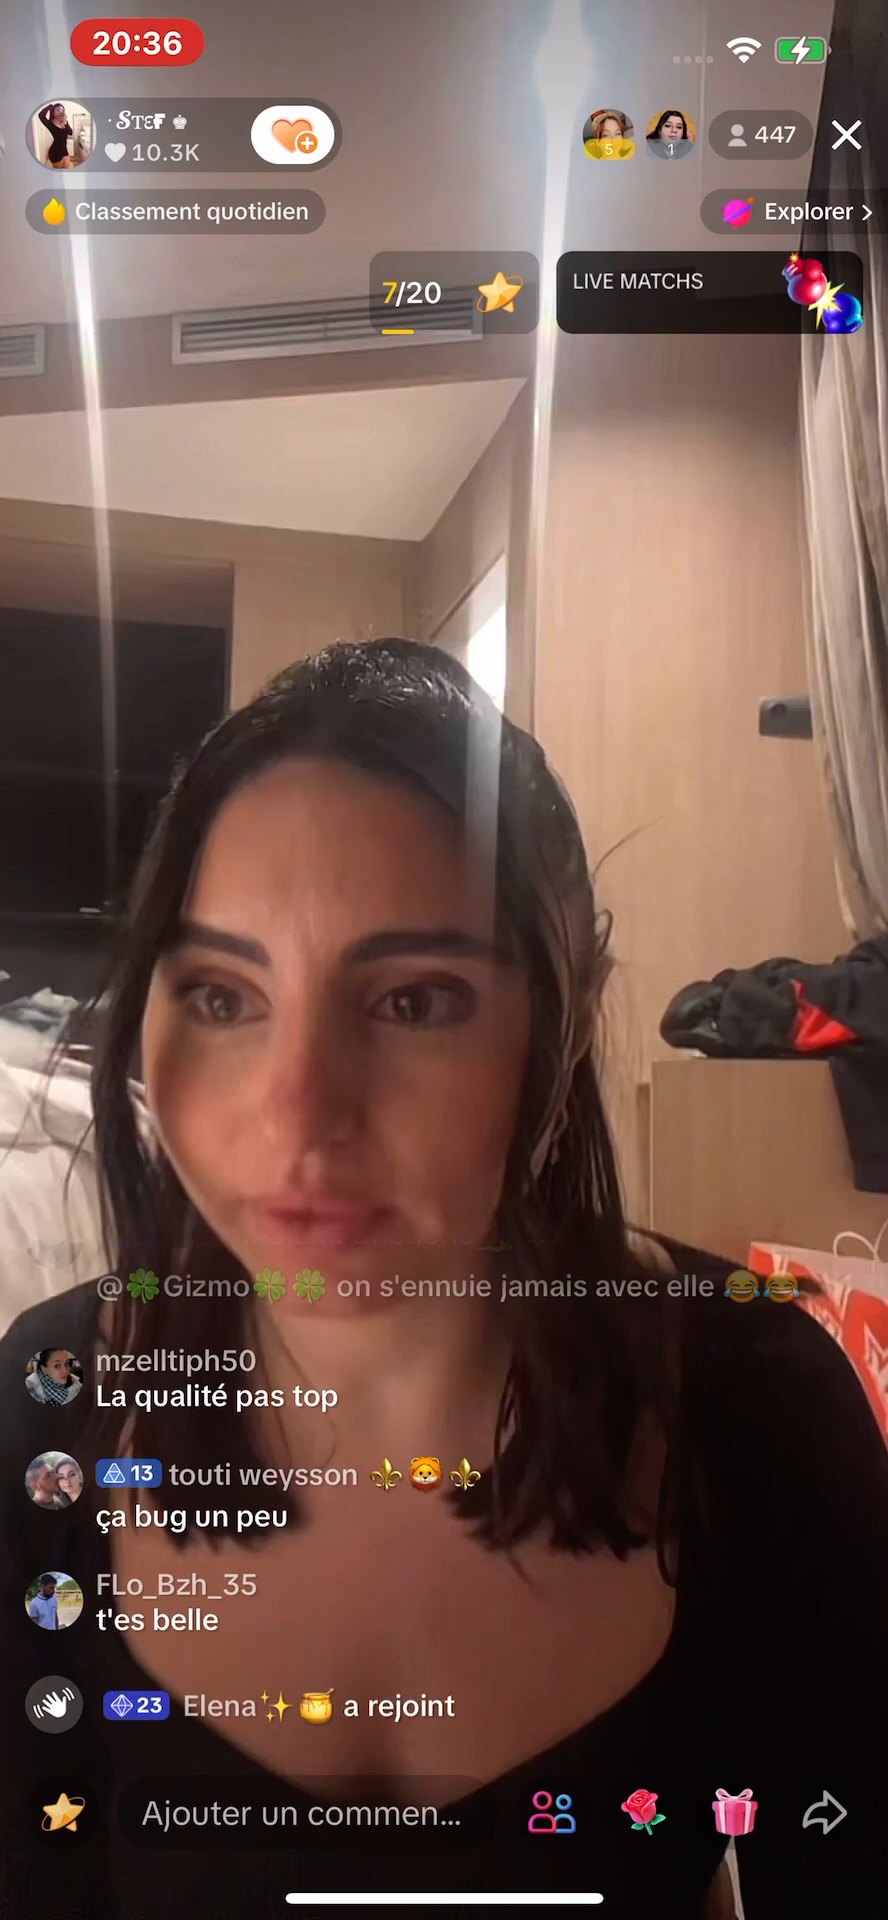 20:36
· STEF ♚
10.3K
5
1
447
Classement quotidien
Explorer >
7/20
LIVE MATCHS
@🍀Gizmo🍀🍀 on s'ennuie jamais avec elle 😂😂
mzelltiph50
La qualité pas top
13 touti weysson ⚜️🦁⚜️
ça bug un peu
FLo_Bzh_35
t'es belle
23 Elena✨🍯 a rejoint
Ajouter un commen...